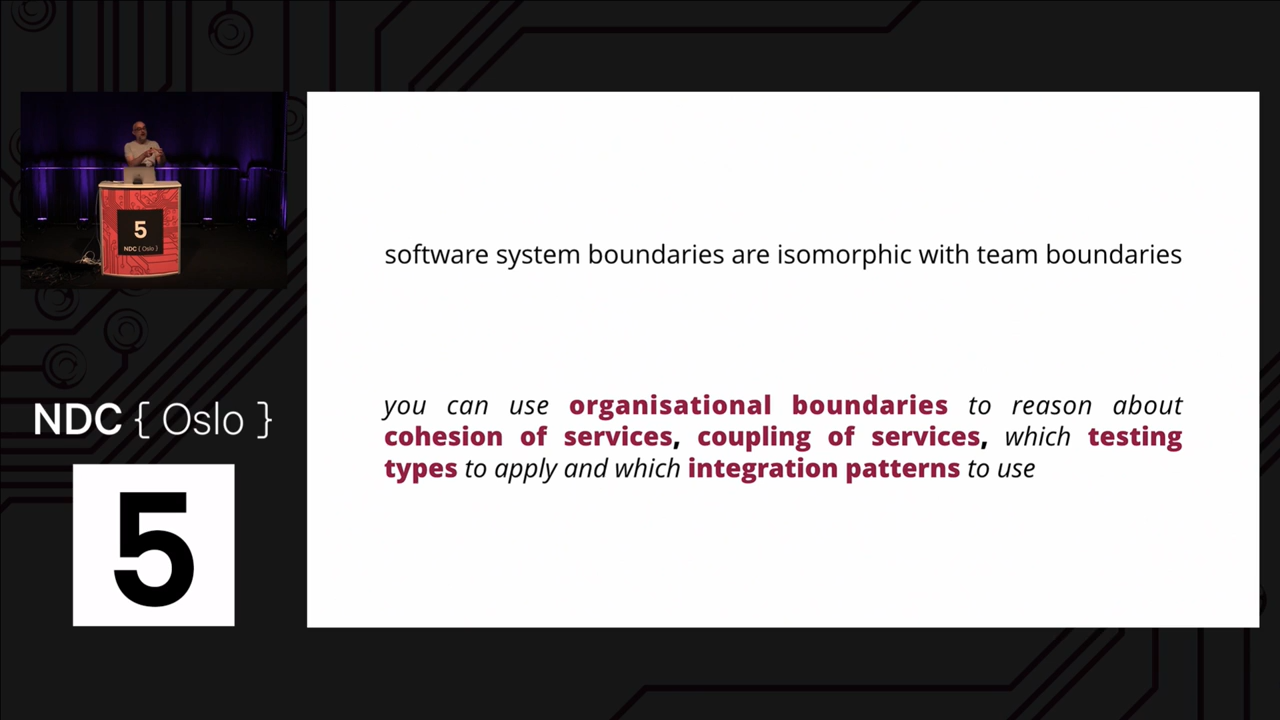 5
NDC { Oslo }
NDC { Oslo }
5
software system boundaries are isomorphic with team boundaries
you can use organisational boundaries to reason about
cohesion of services, coupling of services, which testing
types to apply and which integration patterns to use